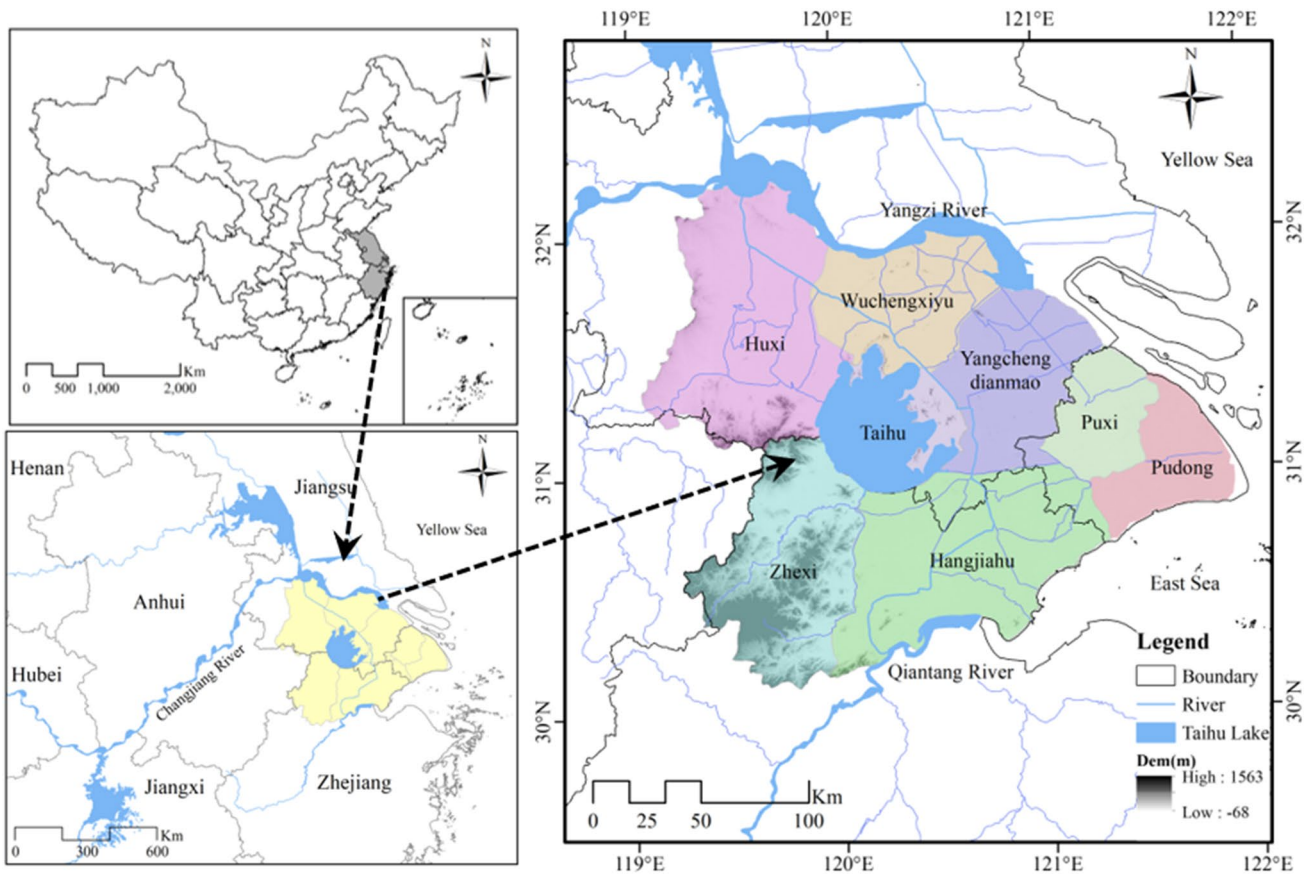 N
0 500 1,000 2,000 Km
N
Henan
Jiangsu
Yellow Sea
Anhui
Hubei
Changjiang River
Jiangxi
Zhejiang
Km
0 300 600
119°E 120°E 121°E 122°E
N
Yellow Sea
Yangzi River
32°N
32°N
Wuchengxiyu
Huxi
Yangcheng
dianmao
Puxi
Taihu
Pudong
31°N
31°N
Zhexi
Hangjiahu
East Sea
Qiantang River
30°N
30°N
Legend
Boundary
River
Taihu Lake
Dem(m)
High : 1563
Low : -68
Km
0 25 50 100
119°E 120°E 121°E 122°E